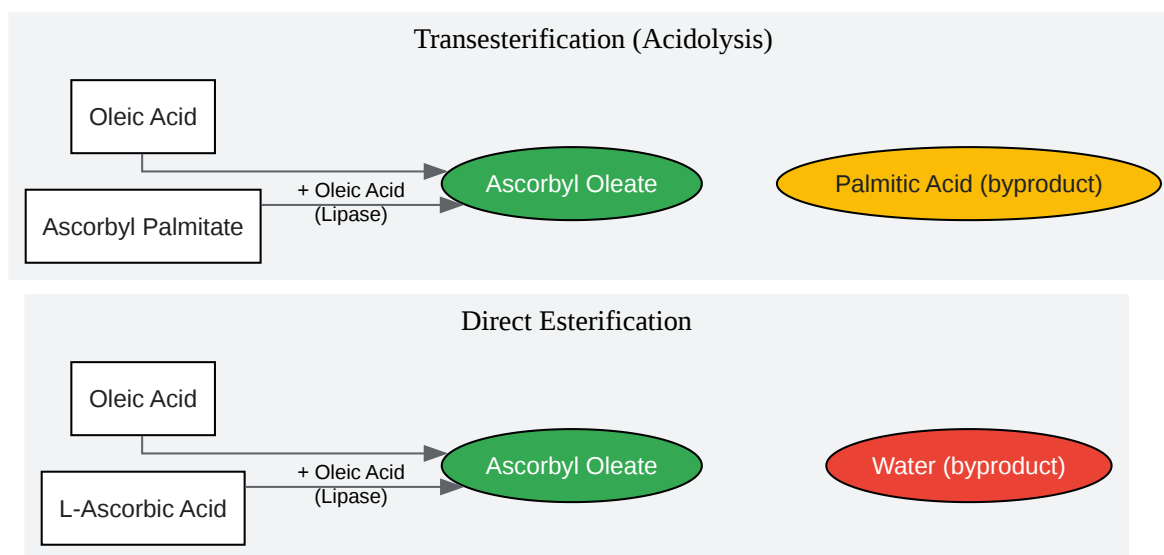 Transesterification (Acidolysis)
Oleic Acid
Ascorbyl Palmitate
+ Oleic Acid
(Lipase)
Ascorbyl Oleate
Palmitic Acid (byproduct)
Direct Esterification
Oleic Acid
L-Ascorbic Acid
+ Oleic Acid
(Lipase)
Ascorbyl Oleate
Water (byproduct)